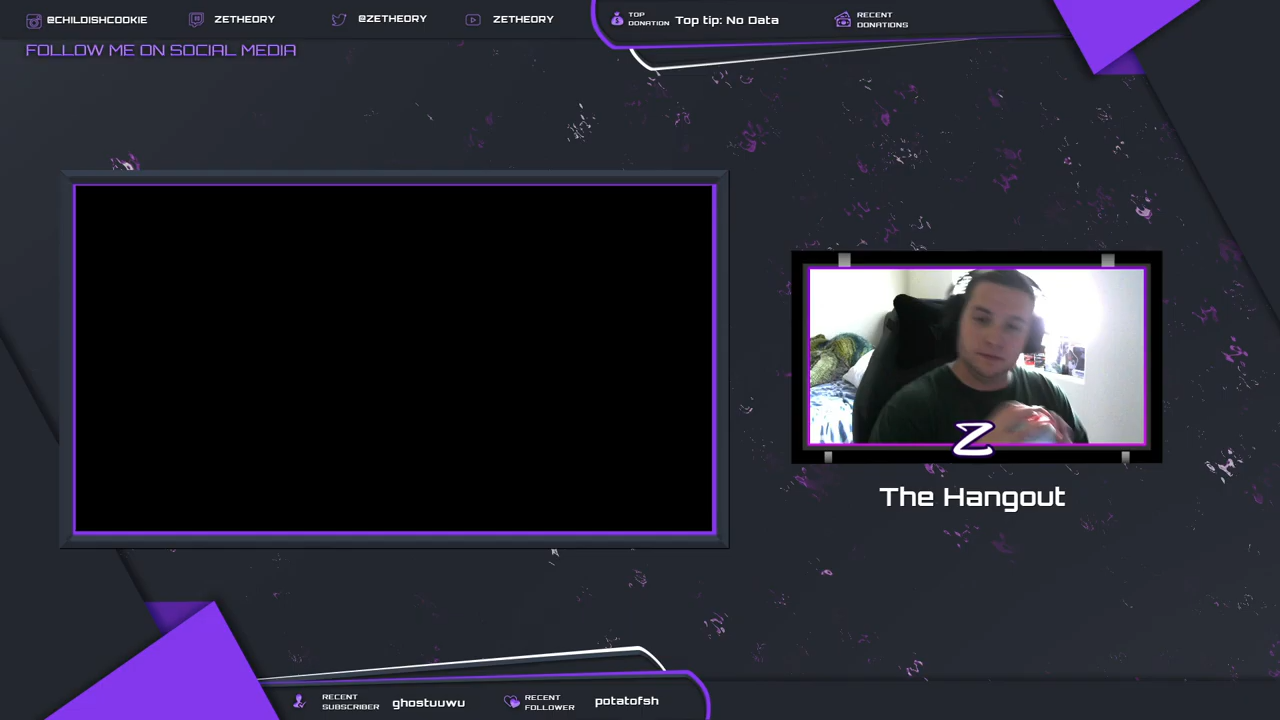 @CHILDISHCOOKIE
ZETHEORY
@ZETHEORY
ZETHEORY
TOP
DONATION
Top tip: No Data
RECENT
DONATIONS
FOLLOW ME ON SOCIAL MEDIA
Z
The Hangout
RECENT
SUBSCRIBER
ghostuuwu
RECENT
FOLLOWER
potatofsh